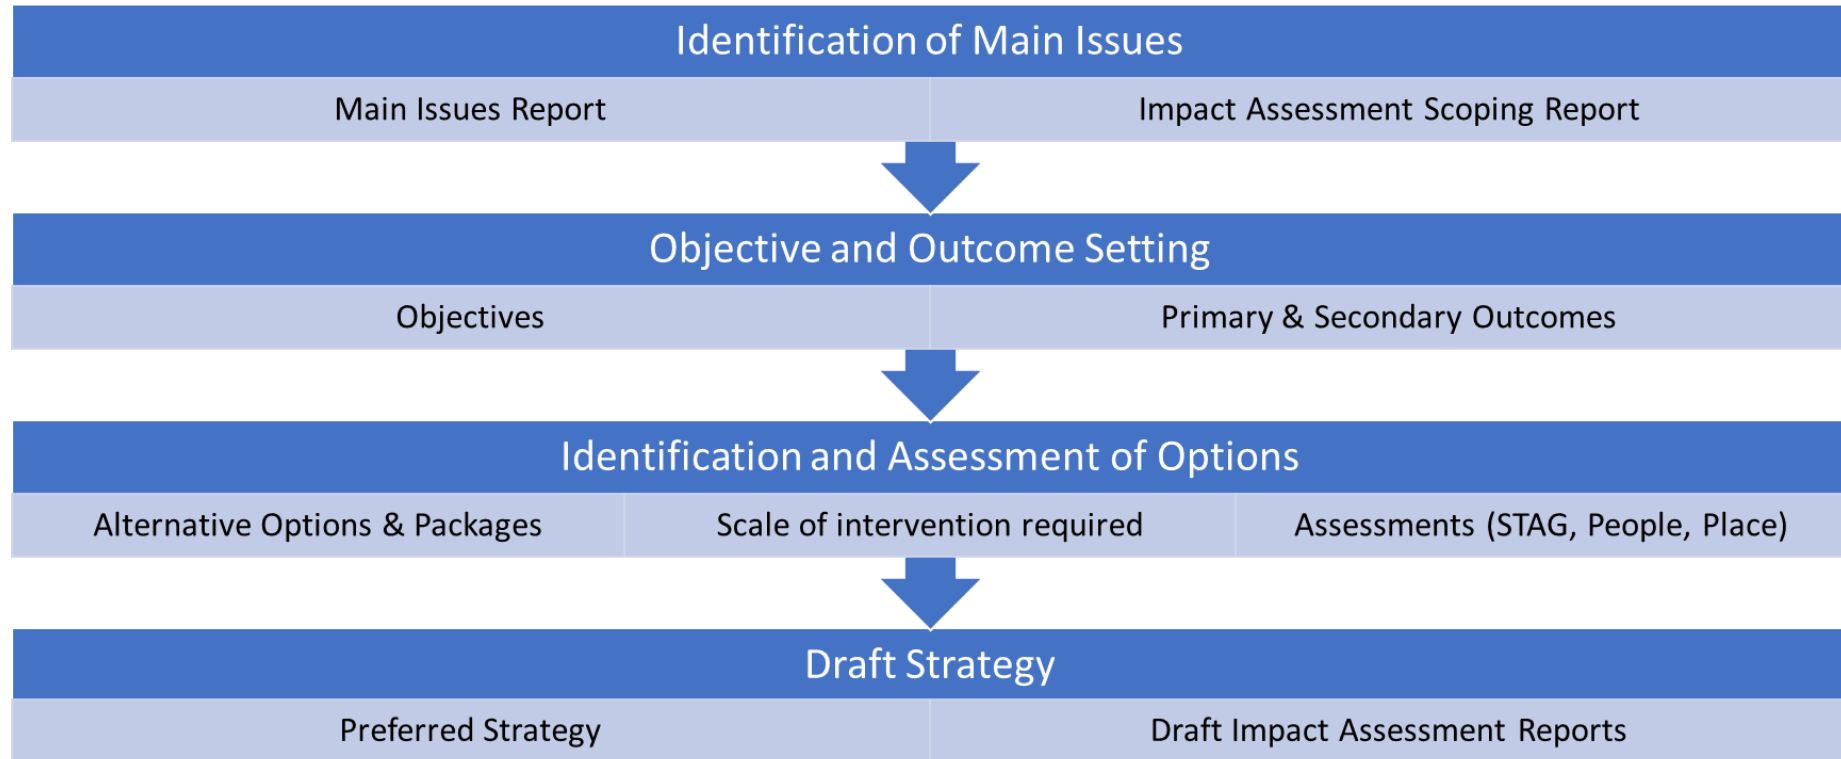 Identification of Main Issues
Main Issues Report
Impact Assessment Scoping Report
Objective and Outcome Setting
Objectives
Primary & Secondary Outcomes
Identification and Assessment of Options
Alternative Options & Packages
Scale of intervention required
Assessments (STAG, People, Place)
Draft Strategy
Preferred Strategy
Draft Impact Assessment Reports